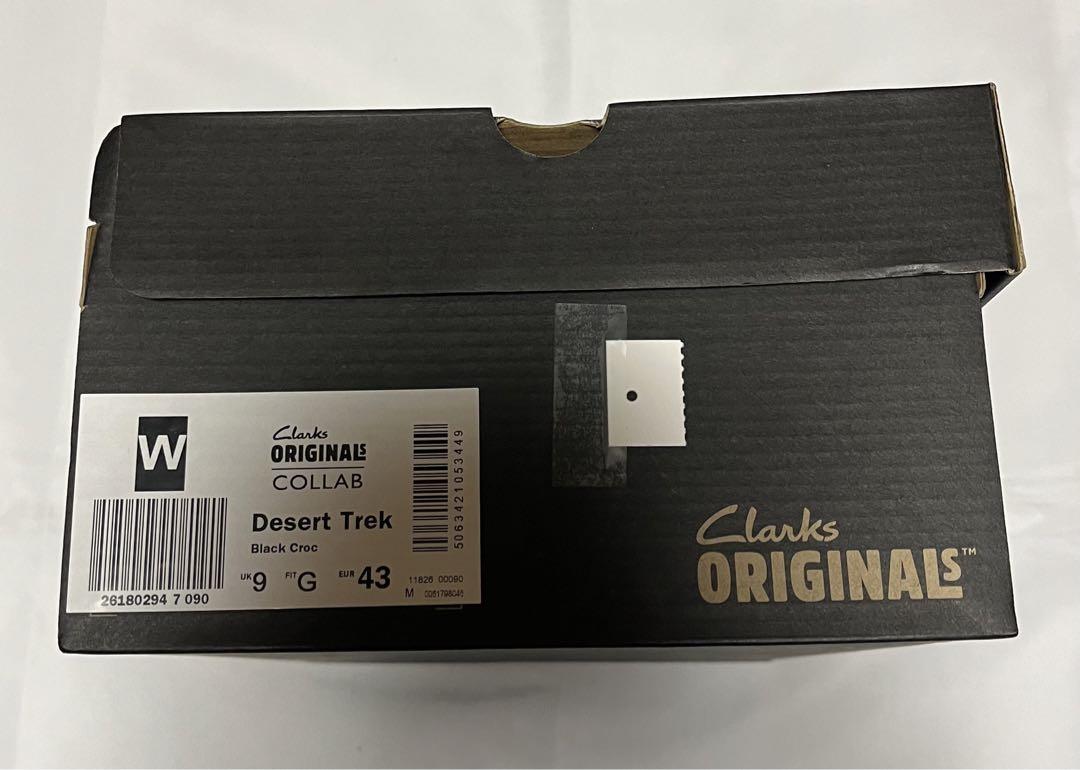 W
Clarks
ORIGINALS
COLLAB
Desert Trek
Black Croc
UK 9 FIT G EUR 43
26180294 7 090
5063421053449
11826 00090
M
Clarks
ORIGINALS™